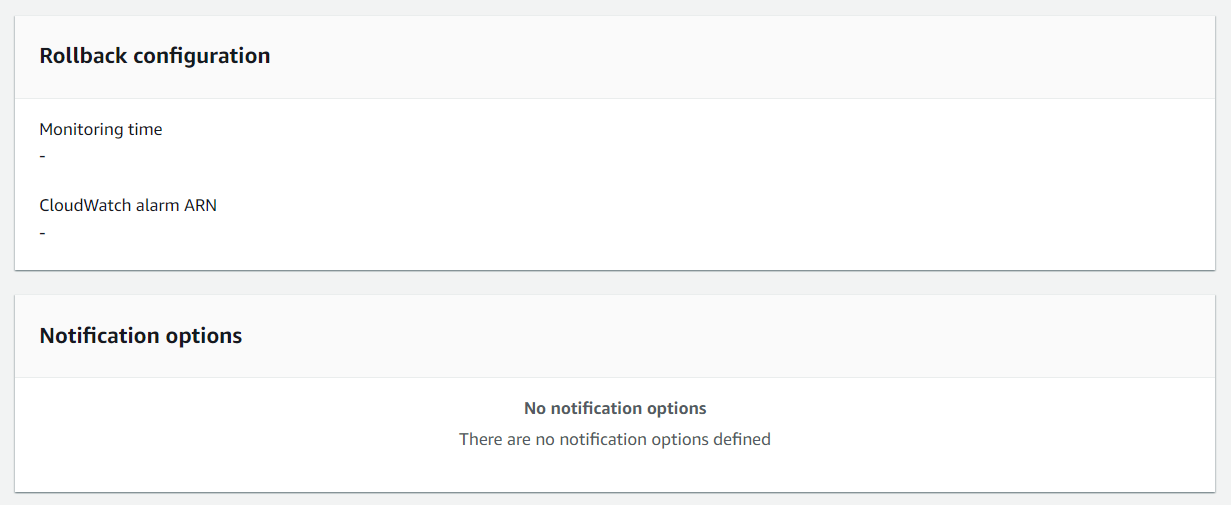 Rollback configuration
Monitoring time
-
CloudWatch alarm ARN
-
Notification options
No notification options
There are no notification options defined